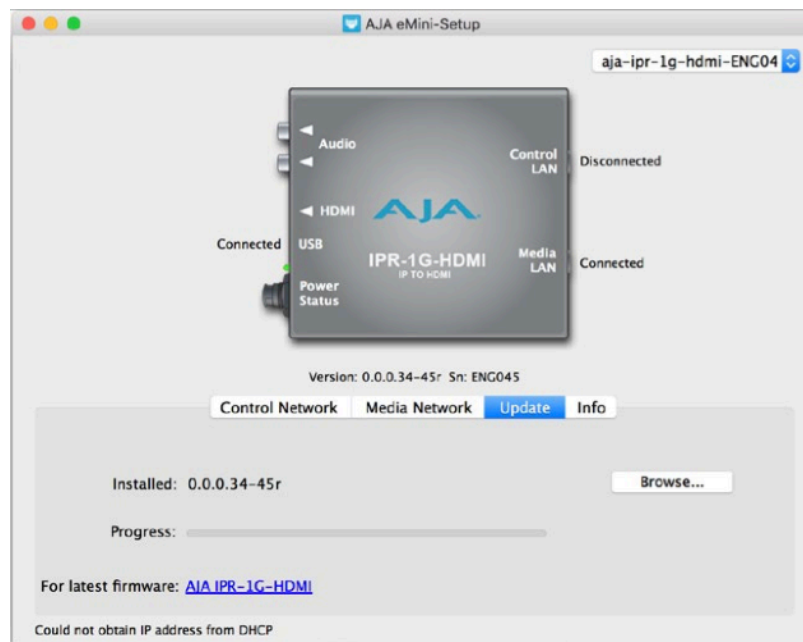 AJA eMini-Setup
aja-ipr-1g-hdmi-ENG04
Audio
Control LAN
Disconnected
HDMI
AJA
Connected
USB
IPR-1G-HDMI
IP TO HDMI
Media LAN
Connected
Power Status
Version: 0.0.0.34-45r Sn: ENG045
Control Network Media Network Update Info
Installed: 0.0.0.34-45r Browse...
Progress:
For latest firmware: AJA IPR-1G-HDMI
Could not obtain IP address from DHCP